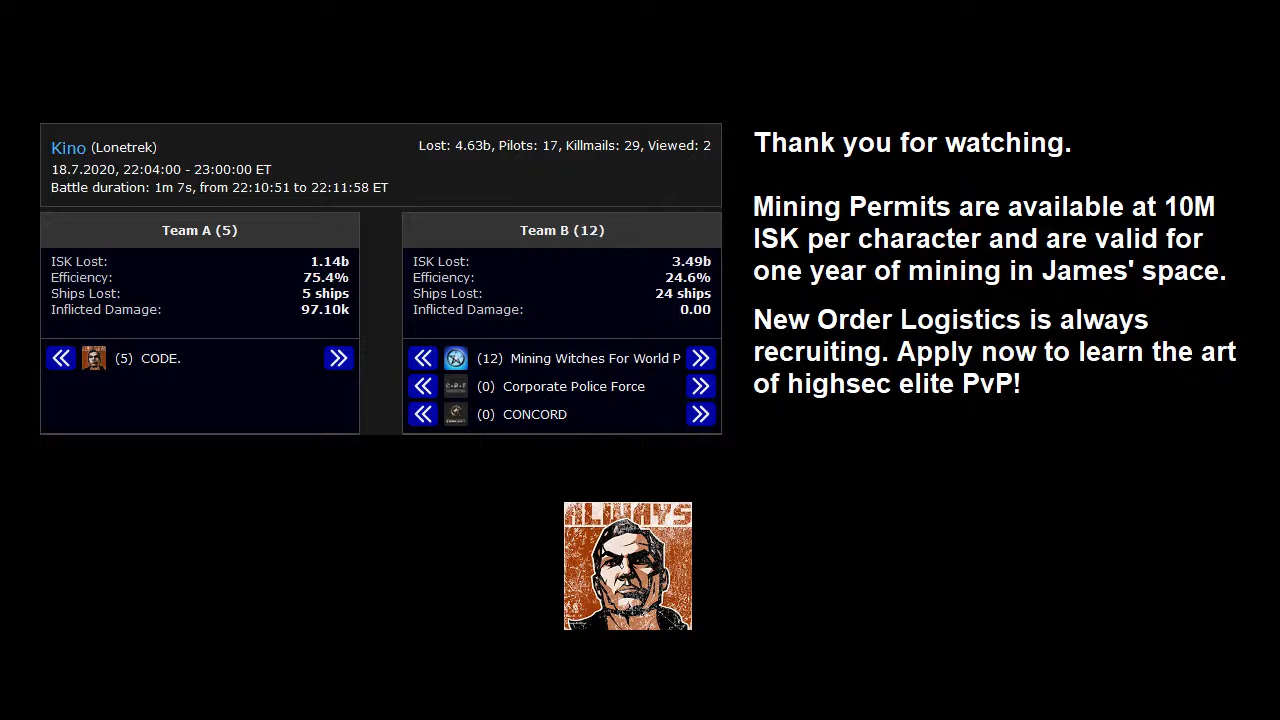 Kino (Lonetrek)
Lost: 4.63b, Pilots: 17, Killmails: 29, Viewed: 2
18.7.2020, 22:04:00 - 23:00:00 ET
Battle duration: 1m 7s, from 22:10:51 to 22:11:58 ET
Team A (5)
ISK Lost: 1.14b
Efficiency: 75.4%
Ships Lost: 5 ships
Inflicted Damage: 97.10k
(5) CODE.
Team B (12)
ISK Lost: 3.49b
Efficiency: 24.6%
Ships Lost: 24 ships
Inflicted Damage: 0.00
(12) Mining Witches For World P
(0) Corporate Police Force
(0) CONCORD
Thank you for watching.
Mining Permits are available at 10M
ISK per character and are valid for
one year of mining in James' space.
New Order Logistics is always
recruiting. Apply now to learn the art
of highsec elite PvP!
ALWAYS